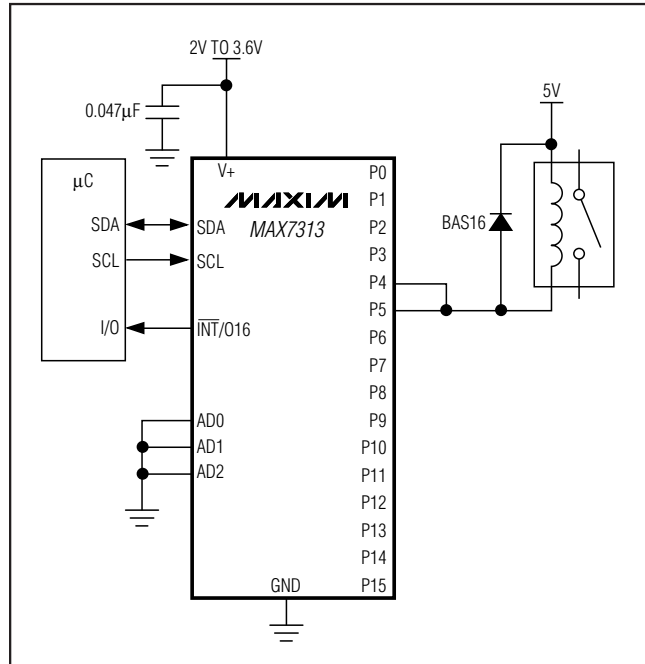 2V TO 3.6V
0.047μF
5V
μC
SDA
SCL
I/O
V+
MAXIM
MAX7313
SDA
SCL
INT/O16
AD0
AD1
AD2
GND
P0
P1
P2
P3
P4
P5
P6
P7
P8
P9
P10
P11
P12
P13
P14
P15
BAS16